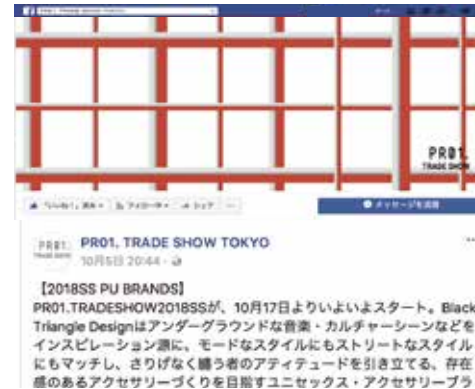 PR01.
TRADE SHOW
PR01. TRADE SHOW TOKYO
10月5日 20:44
【2018SS PU BRANDS】
PR01.TRADESHOW2018SSが、10月17日よりいよいよスタート。Black
Triangle Designはアンダーグラウンドな音楽・カルチャーシーンなどを
インスピレーション源に、モードなスタイルにもストリートなスタイル
にもマッチし、さりげなく纏う者のアティテュードを引き立てる、存在
感のあるアクセサリーづくりを目指すユニセックス・アクセサリーブラ